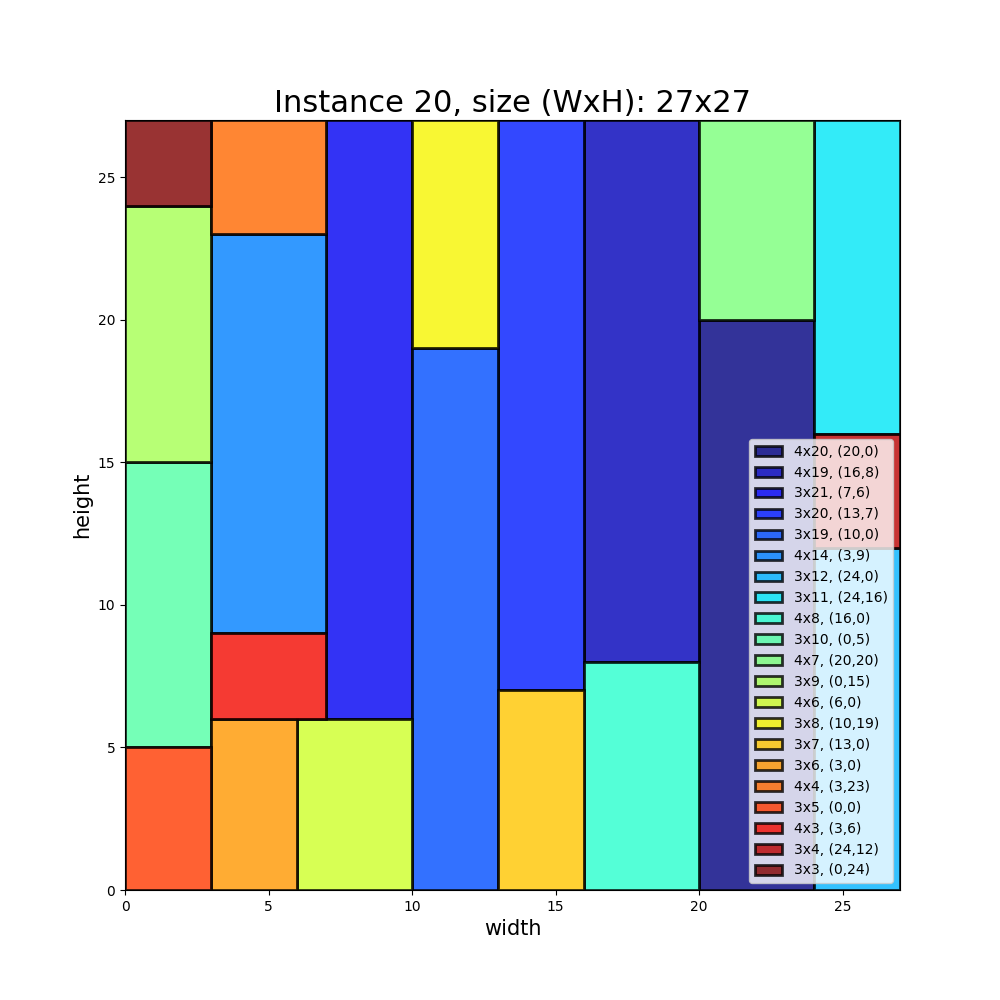 Instance 20, size (WxH): 27x27
height
25
20
15
10
5
0
4x20, (20,0)
4x19, (16,8)
3x21, (7,6)
3x20, (13,7)
3x19, (10,0)
4x14, (3,9)
3x12, (24,0)
3x11, (24,16)
4x8, (16,0)
3x10, (0,5)
4x7, (20,20)
3x9, (0,15)
4x6, (6,0)
3x8, (10,19)
3x7, (13,0)
3x6, (3,0)
4x4, (3,23)
3x5, (0,0)
4x3, (3,6)
3x4, (24,12)
3x3, (0,24)
0 5 10 15 20 25
width